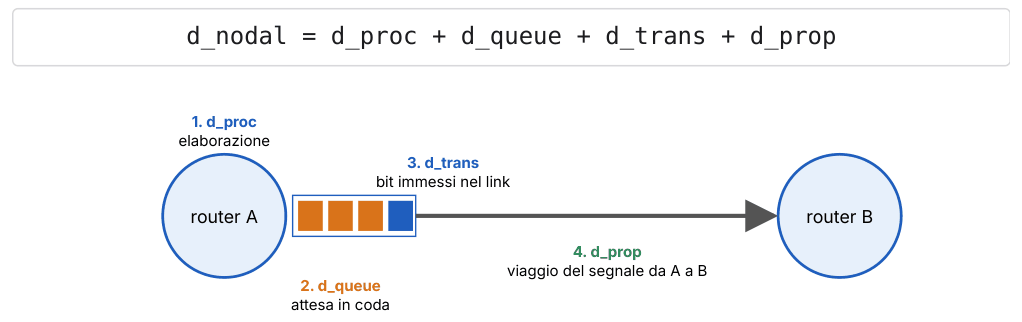 d_nodal = d_proc + d_queue + d_trans + d_prop
1. d_proc
elaborazione
3. d_trans
bit immessi nel link
router A
router B
4. d_prop
viaggio del segnale da A a B
2. d_queue
attesa in coda